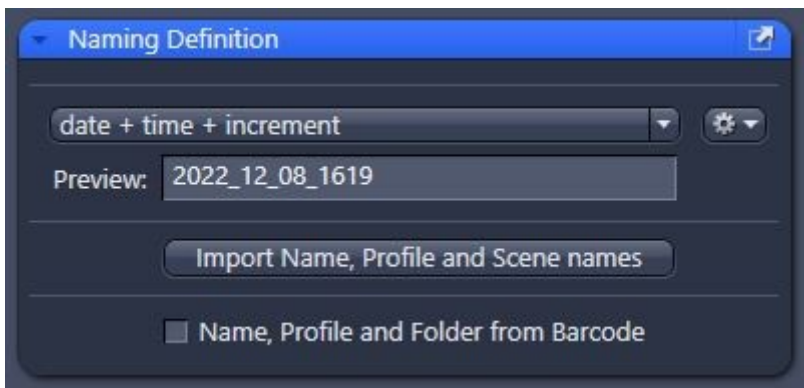 Naming Definition
date + time + increment
Preview: 2022_12_08_1619
Import Name, Profile and Scene names
Name, Profile and Folder from Barcode